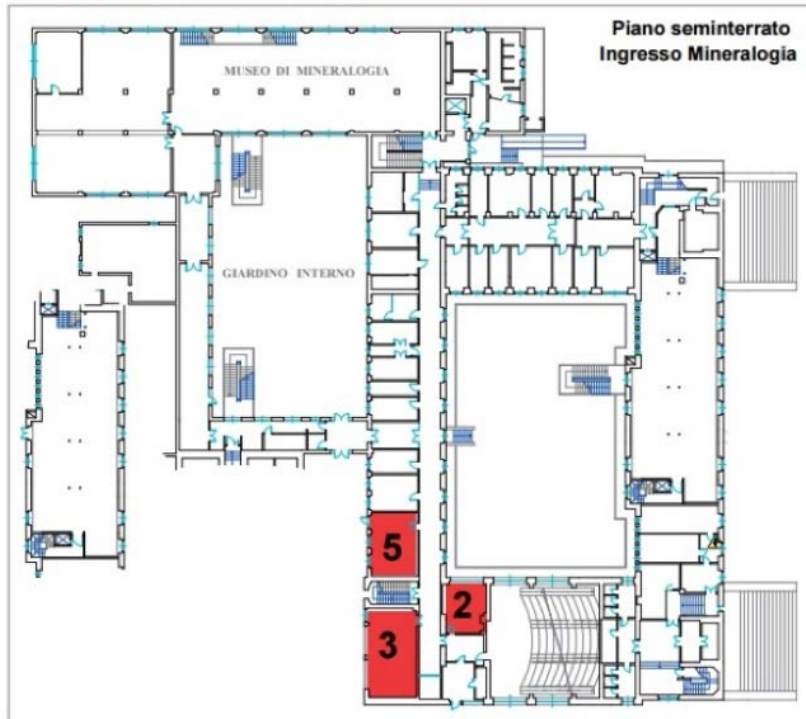 Piano seminterrato
Ingresso Mineralogia
MUSEO DI MINERALOGIA
GIARDINO INTERNO
5
2
3